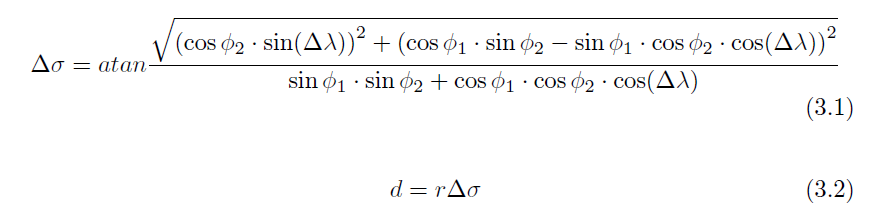 Δσ = atan √((cos ϕ₂ · sin(Δλ))² + (cos ϕ₁ · sin ϕ₂ − sin ϕ₁ · cos ϕ₂ · cos(Δλ))²)
sin ϕ₁ · sin ϕ₂ + cos ϕ₁ · cos ϕ₂ · cos(Δλ)
(3.1)
d = rΔσ (3.2)